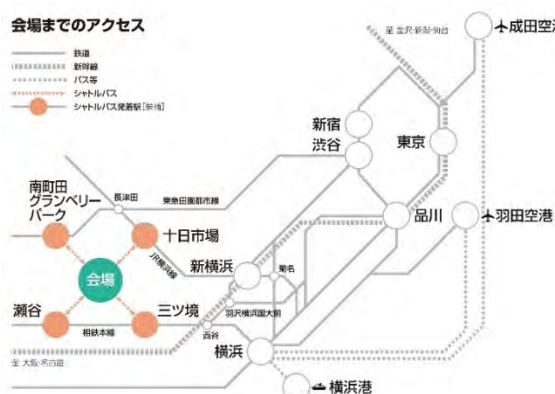 会場までのアクセス
鉄道
新幹線
バス等
シャトルバス
シャトルバス発着駅
至 金沢・新潟・仙台
成田空港
新宿
渋谷
東京
南町田
グランベリー
パーク
長津田
東急田園都市線
十日市場
品川
羽田空港
JR横浜線
新横浜
菊名
会場
羽沢横浜国大前
瀬谷
三ツ境
相鉄本線
西谷
至 大阪・名古屋
横浜
横浜港